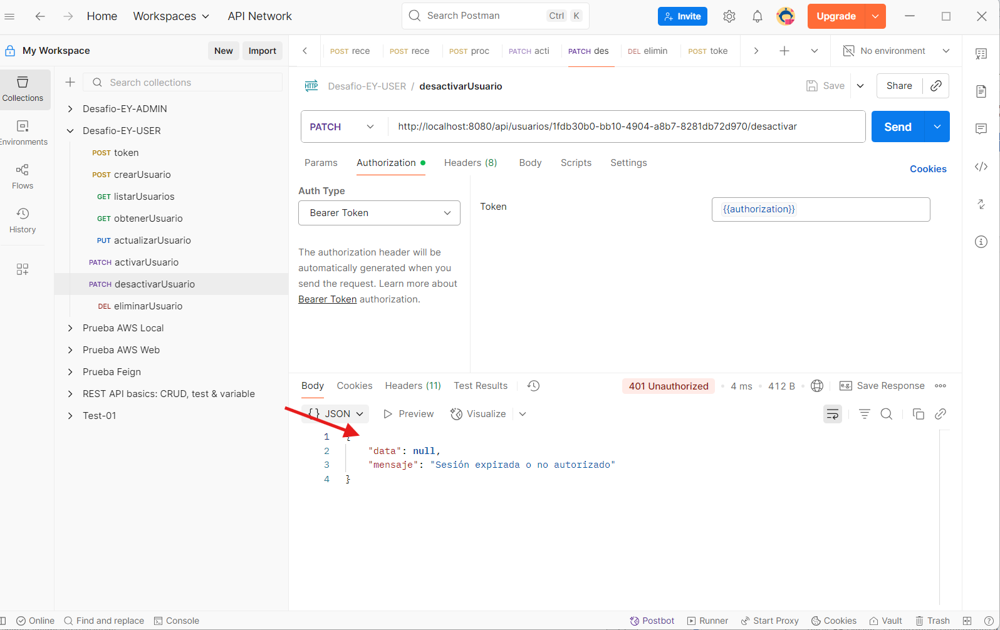 Home Workspaces API Network Search Postman Ctrl K Invite Upgrade
My Workspace New Import
POST rece POST rece POST proc PATCH acti PATCH des DEL elimin POST toke No environment
Collections
Environments
Flows
History
Search collections
Desafio-EY-ADMIN
Desafio-EY-USER
POST token
POST crearUsuario
GET listarUsuarios
GET obtenerUsuario
PUT actualizarUsuario
PATCH activarUsuario
PATCH desactivarUsuario
DEL eliminarUsuario
Prueba AWS Local
Prueba AWS Web
Prueba Feign
REST API basics: CRUD, test & variable
Test-01
HTTP Desafio-EY-USER / desactivarUsuario Save Share
PATCH http://localhost:8080/api/usuarios/1fdb30b0-bb10-4904-a8b7-8281db72d970/desactivar Send
Params Authorization Headers (8) Body Scripts Settings Cookies
Auth Type
Bearer Token
The authorization header will be
automatically generated when you
send the request. Learn more about
Bearer Token authorization.
Token {{authorization}}
Body Cookies Headers (11) Test Results 401 Unauthorized 4 ms 412 B e.g. Save Response
{} JSON Preview Visualize
1 {
2 "data": null,
3 "mensaje": "Sesión expirada o no autorizado"
4 }
Online Find and replace Console Postbot Runner Start Proxy Cookies Vault Trash